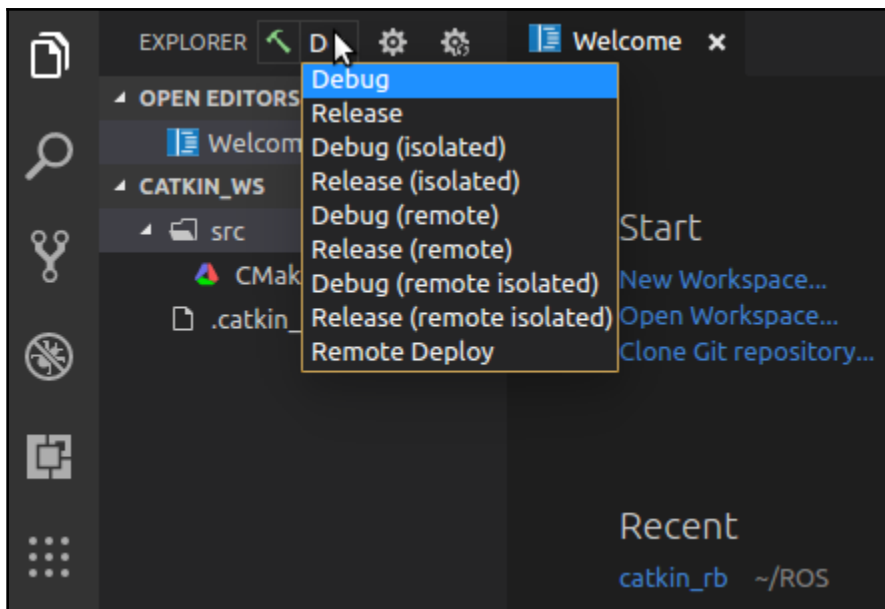 EXPLORER D Welcome
OPEN EDITORS
Welcom
CATKIN_WS
src
CMak
.catkin_
Debug
Release
Debug (isolated)
Release (isolated)
Debug (remote)
Release (remote)
Debug (remote isolated)
Release (remote isolated)
Remote Deploy
Start
New Workspace...
Open Workspace...
Clone Git repository...
Recent
catkin_rb ~/ROS